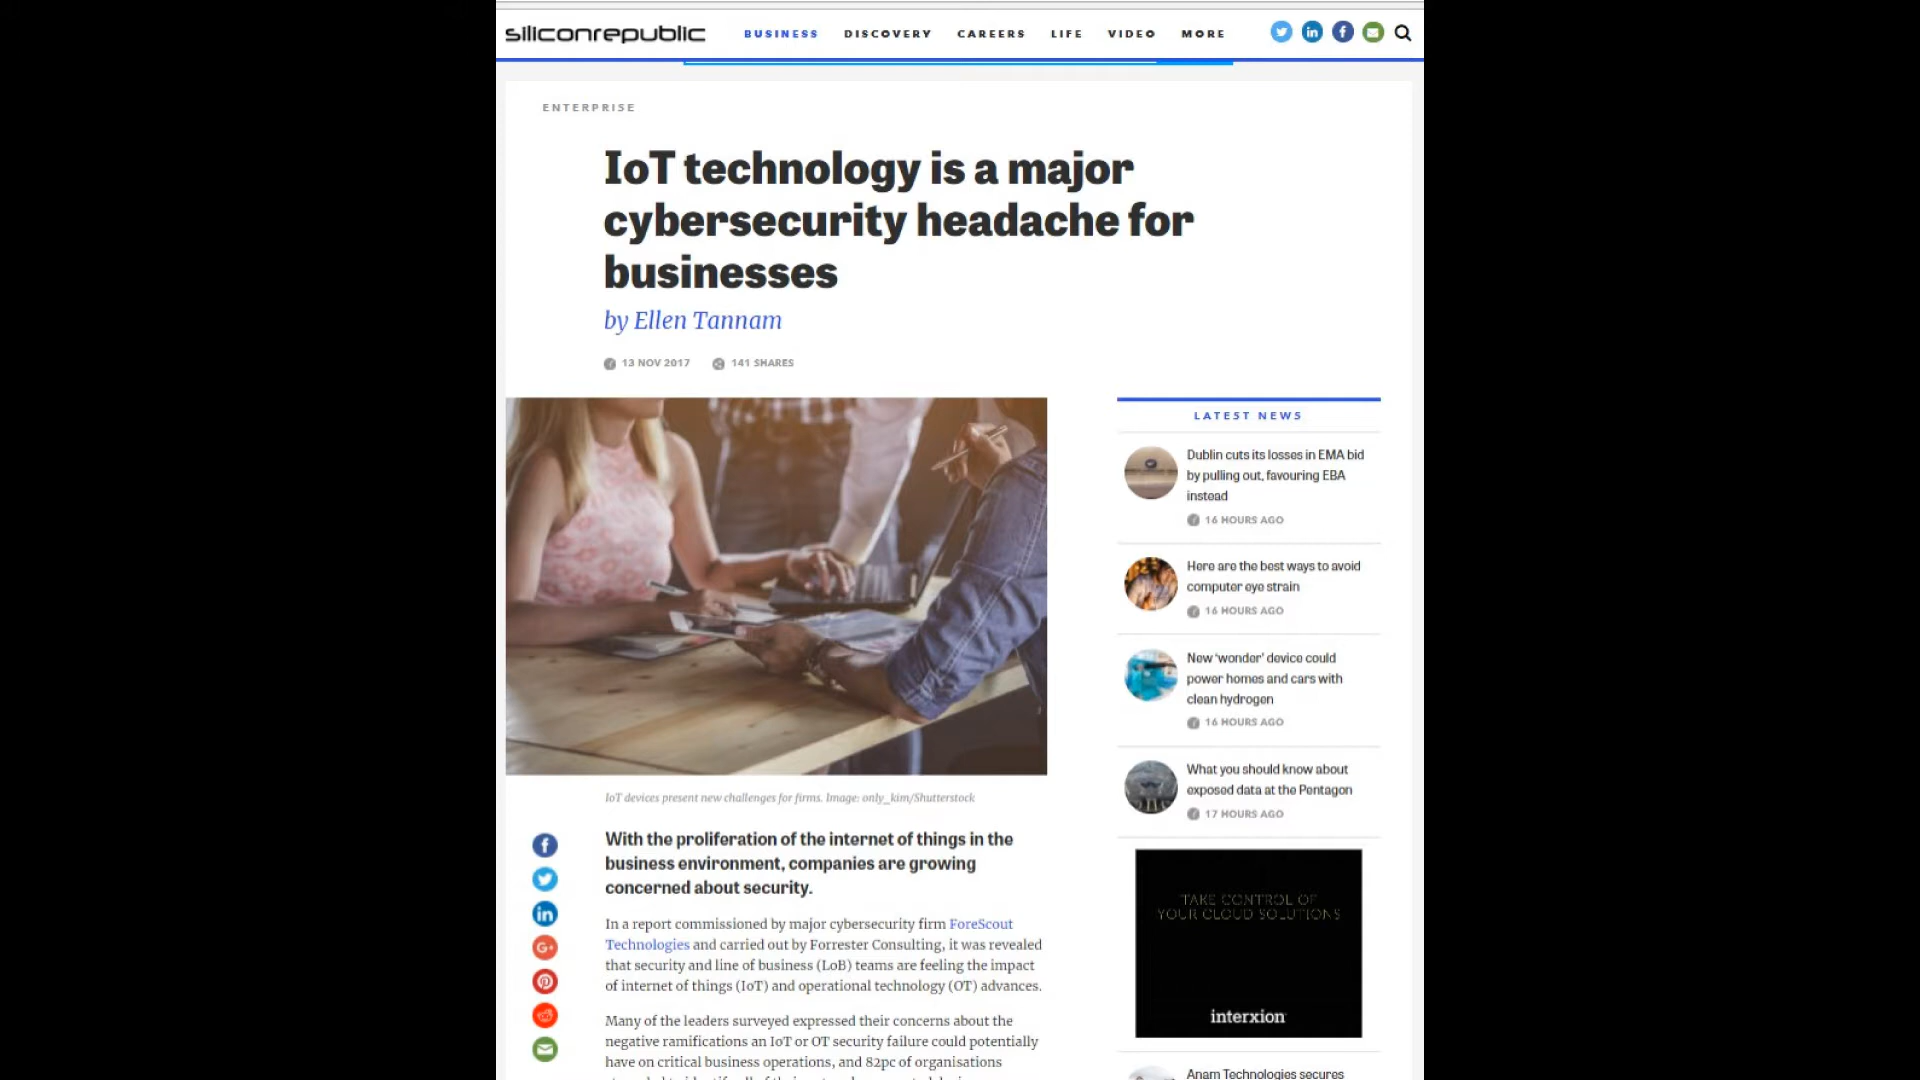 siliconrepublic
BUSINESS DISCOVERY CAREERS LIFE VIDEO MORE
ENTERPRISE
IoT technology is a major
cybersecurity headache for
businesses
by Ellen Tannam
13 NOV 2017 141 SHARES
IoT devices present new challenges for firms. Image: only_kim/Shutterstock
With the proliferation of the internet of things in the
business environment, companies are growing
concerned about security.
In a report commissioned by major cybersecurity firm ForeScout
Technologies and carried out by Forrester Consulting, it was revealed
that security and line of business (LoB) teams are feeling the impact
of internet of things (IoT) and operational technology (OT) advances.
Many of the leaders surveyed expressed their concerns about the
negative ramifications an IoT or OT security failure could potentially
have on critical business operations, and 82pc of organisations
LATEST NEWS
Dublin cuts its losses in EMA bid
by pulling out, favouring EBA
instead
16 HOURS AGO
Here are the best ways to avoid
computer eye strain
16 HOURS AGO
New ‘wonder’ device could
power homes and cars with
clean hydrogen
16 HOURS AGO
What you should know about
exposed data at the Pentagon
17 HOURS AGO
TAKE CONTROL OF
YOUR CLOUD SOLUTIONS
interxion
Anam Technologies secures